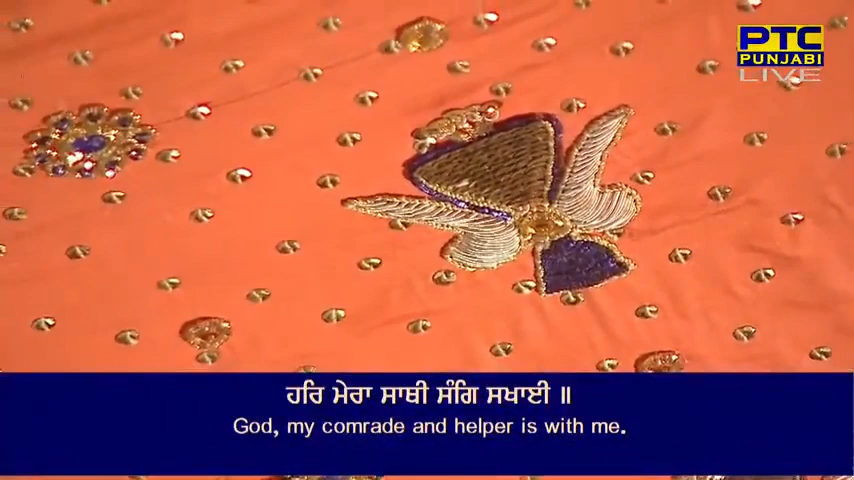 PTC
PUNJABI
LIVE
ਹਰਿ ਮੇਰਾ ਸਾਥੀ ਸੰਗਿ ਸਖਾਈ ॥
God, my comrade and helper is with me.